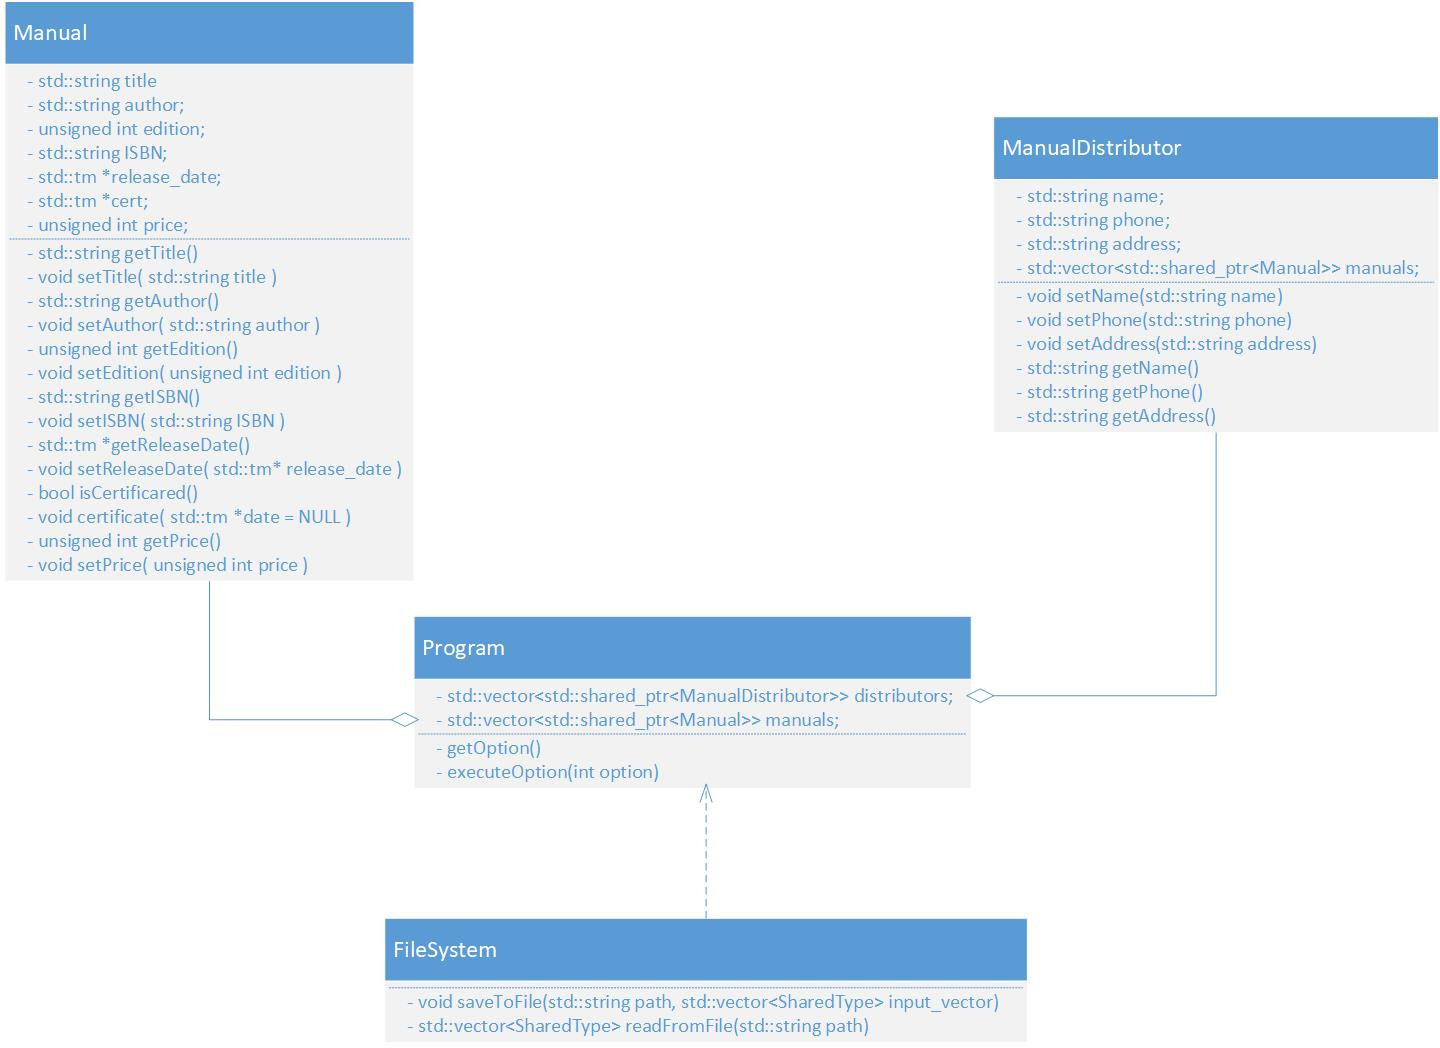 Manual
- std::string title
- std::string author;
- unsigned int edition;
- std::string ISBN;
- std::tm *release_date;
- std::tm *cert;
- unsigned int price;
- std::string getTitle()
- void setTitle( std::string title )
- std::string getAuthor()
- void setAuthor( std::string author )
- unsigned int getEdition()
- void setEdition( unsigned int edition )
- std::string getISBN()
- void setISBN( std::string ISBN )
- std::tm *getReleaseDate()
- void setReleaseDate( std::tm* release_date )
- bool isCertificared()
- void certificate( std::tm *date = NULL )
- unsigned int getPrice()
- void setPrice( unsigned int price )
ManualDistributor
- std::string name;
- std::string phone;
- std::string address;
- std::vector<std::shared_ptr<Manual>> manuals;
- void setName(std::string name)
- void setPhone(std::string phone)
- void setAddress(std::string address)
- std::string getName()
- std::string getPhone()
- std::string getAddress()
Program
- std::vector<std::shared_ptr<ManualDistributor>> distributors;
- std::vector<std::shared_ptr<Manual>> manuals;
- getOption()
- executeOption(int option)
FileSystem
- void saveToFile(std::string path, std::vector<SharedType> input_vector)
- std::vector<SharedType> readFromFile(std::string path)